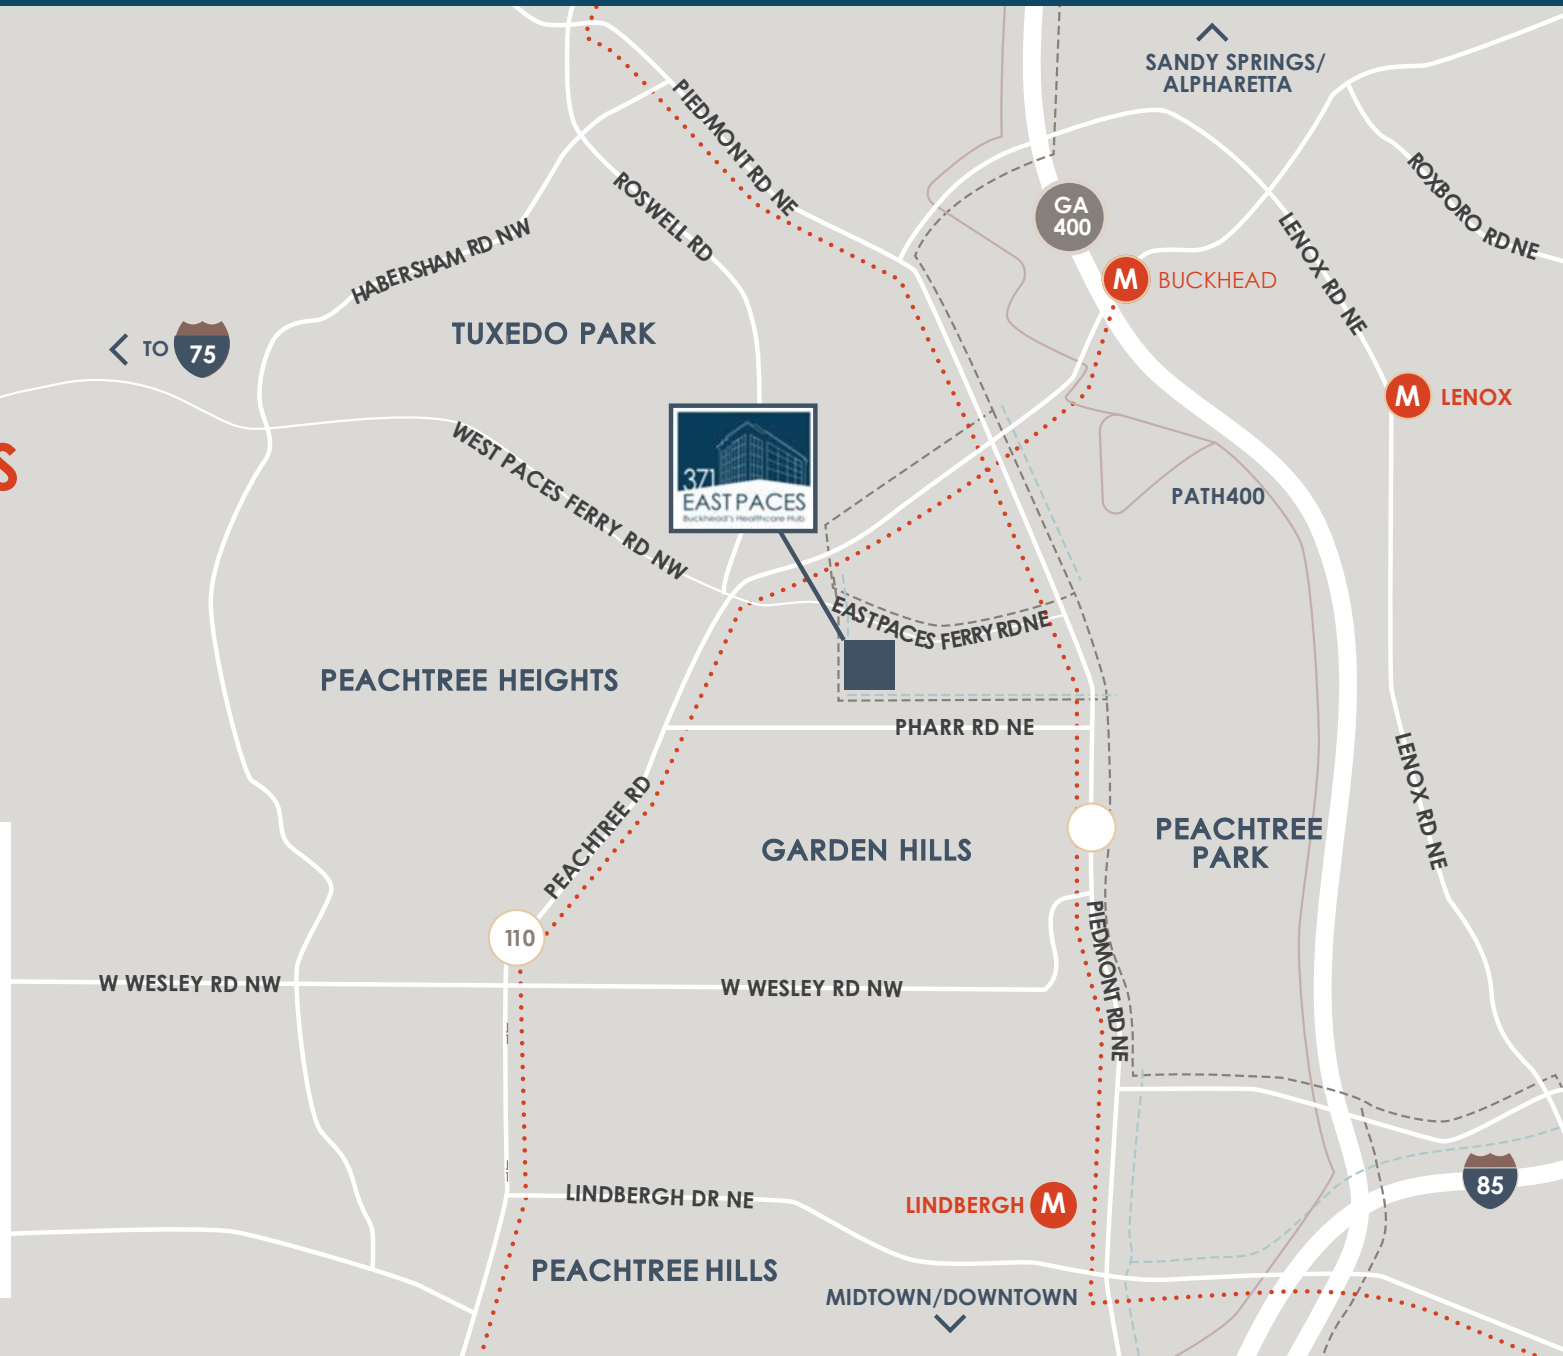 SANDY SPRINGS/
ALPHARETTA
PIEDMONT RD NE
ROXBORO RD NE
ROSWELL RD
GA
400
HABERSHAM RD NW
LENOX RD NE
M BUCKHEAD
TUXEDO PARK
TO 75
M LENOX
S
371
EAST PACES
Buckhead's Healthcare Hub
WEST PACES FERRY RD NW
PATH400
EAST PACES FERRY RD NE
PEACHTREE HEIGHTS
PHARR RD NE
PEACHTREE RD
LENOX RD NE
GARDEN HILLS
PEACHTREE
PARK
110
PIEDMONT RD NE
W WESLEY RD NW
W WESLEY RD NW
LINDBERGH DR NE
LINDBERGH M
85
PEACHTREE HILLS
MIDTOWN/DOWNTOWN